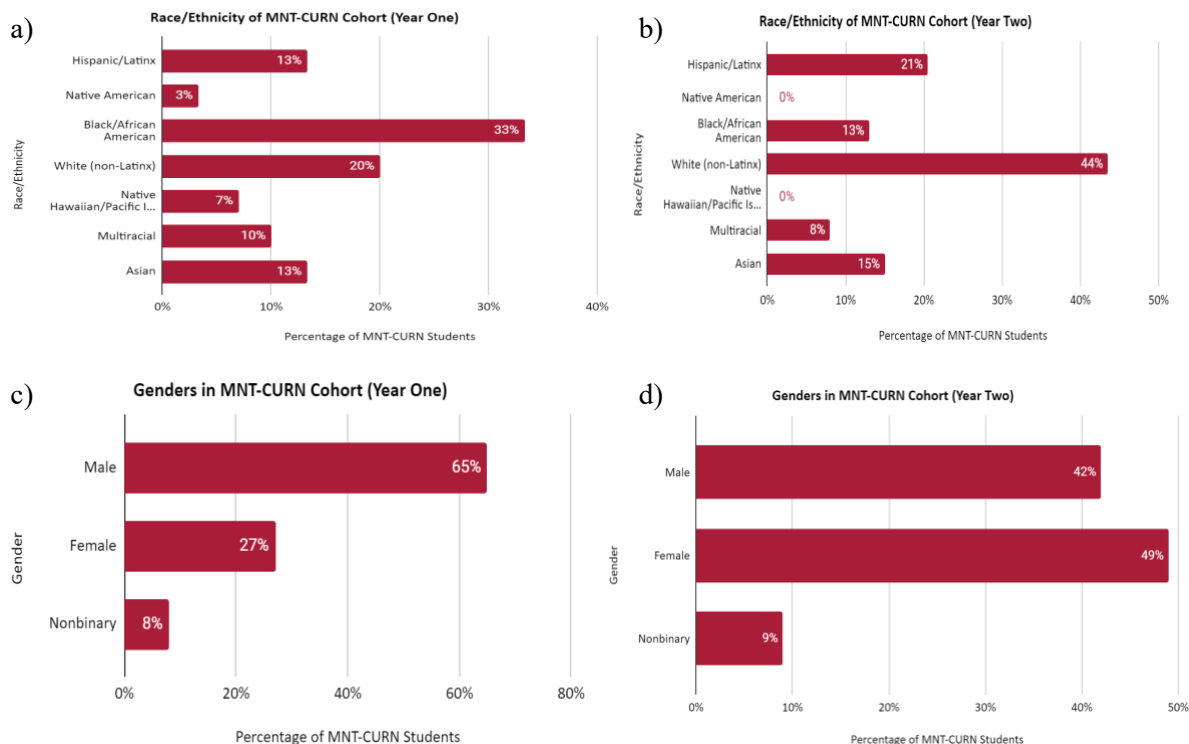 a)
Race/Ethnicity of MNT-CURN Cohort (Year One)
Race/Ethnicity
Hispanic/Latinx
13%
Native American
3%
Black/African
American
33%
White (non-Latinx)
20%
Native
Hawaiian/Pacific I...
7%
Multiracial
10%
Asian
13%
0%
10%
20%
30%
40%
Percentage of MNT-CURN Students
b)
Race/Ethnicity of MNT-CURN Cohort (Year Two)
Race/Ethnicity
Hispanic/Latinx
21%
Native American
0%
Black/African
American
13%
White (non-Latinx)
44%
Native
Hawaiian/Pacific Is...
0%
Multiracial
8%
Asian
15%
0%
10%
20%
30%
40%
50%
Percentage of MNT-CURN Students
c)
Genders in MNT-CURN Cohort (Year One)
Gender
Male
65%
Female
27%
Nonbinary
8%
0%
20%
40%
60%
80%
Percentage of MNT-CURN Students
d)
Genders in MNT-CURN Cohort (Year Two)
Gender
Male
42%
Female
49%
Nonbinary
9%
0%
10%
20%
30%
40%
50%
Percentage of MNT-CURN Students